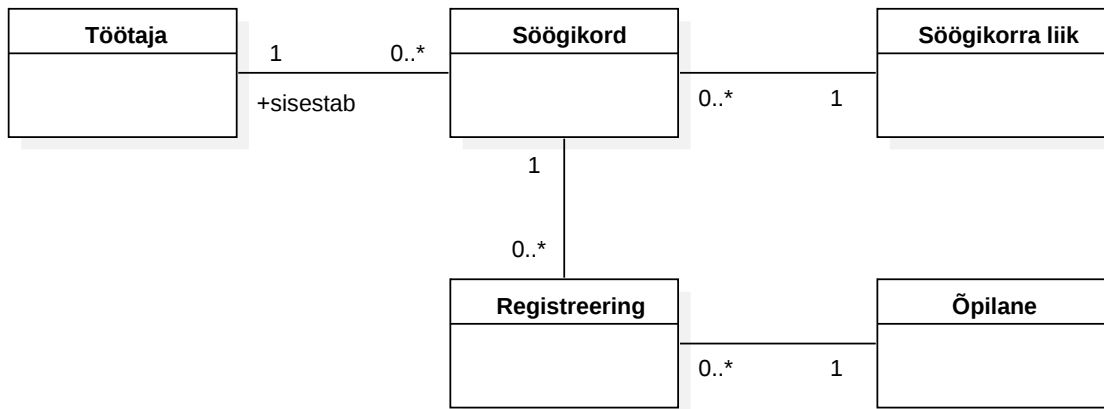 Töötaja
Söögikord
Söögikorra liik
1
0..*
+sisestab
0..*
1
1
0..*
Registreering
Õpilane
0..*
1